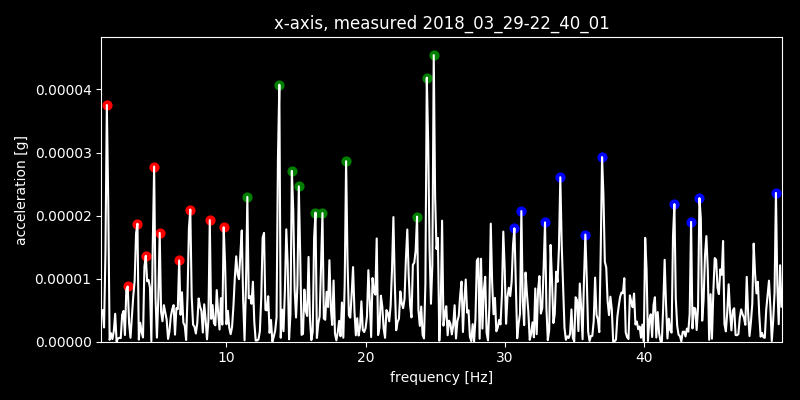 x-axis, measured 2018_03_29-22_40_01
acceleration [g]
0.00004
0.00003
0.00002
0.00001
0.00000
10 20 30 40
frequency [Hz]